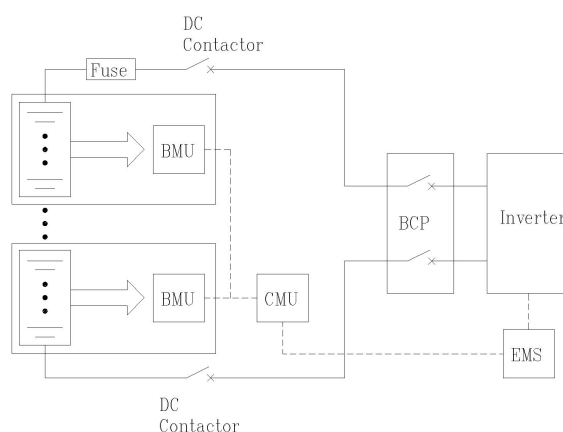 DC
Contactor
Fuse
BMU
BCP
Inverter
BMU
CMU
EMS
DC
Contactor